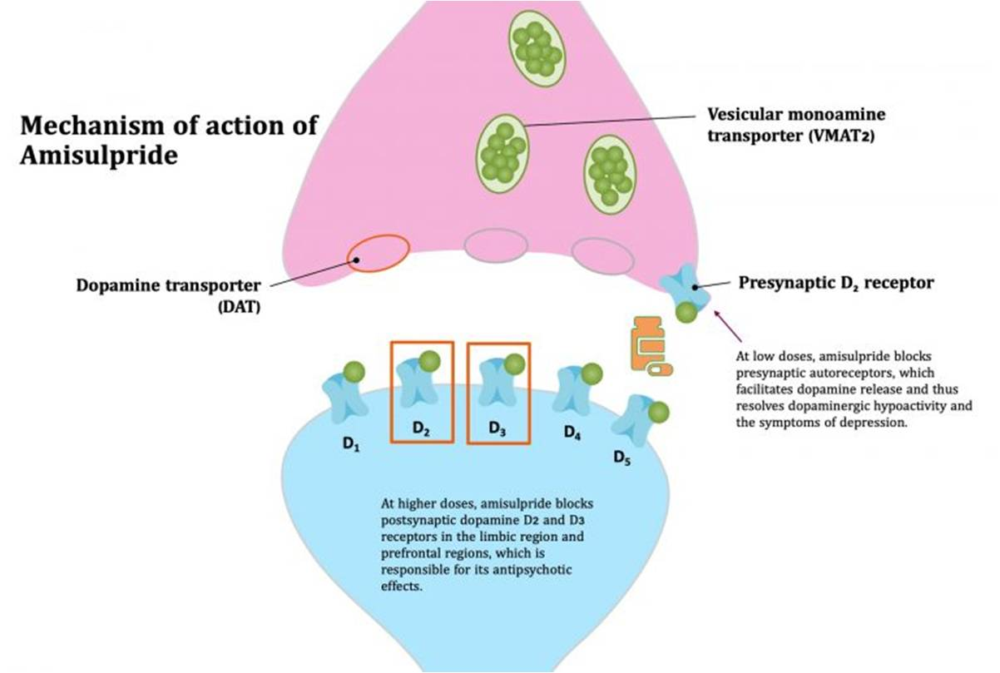 Mechanism of action of
Amisulpride
Vesicular monoamine
transporter (VMAT2)
Dopamine transporter
(DAT)
Presynaptic D₂ receptor
At low doses, amisulpride blocks
presynaptic autoreceptors, which
facilitates dopamine release and thus
resolves dopaminergic hypoactivity and
the symptoms of depression.
D₁
D₂
D₃
D₄
D₅
At higher doses, amisulpride blocks
postsynaptic dopamine D2 and D3
receptors in the limbic region and
prefrontal regions, which is
responsible for its antipsychotic
effects.